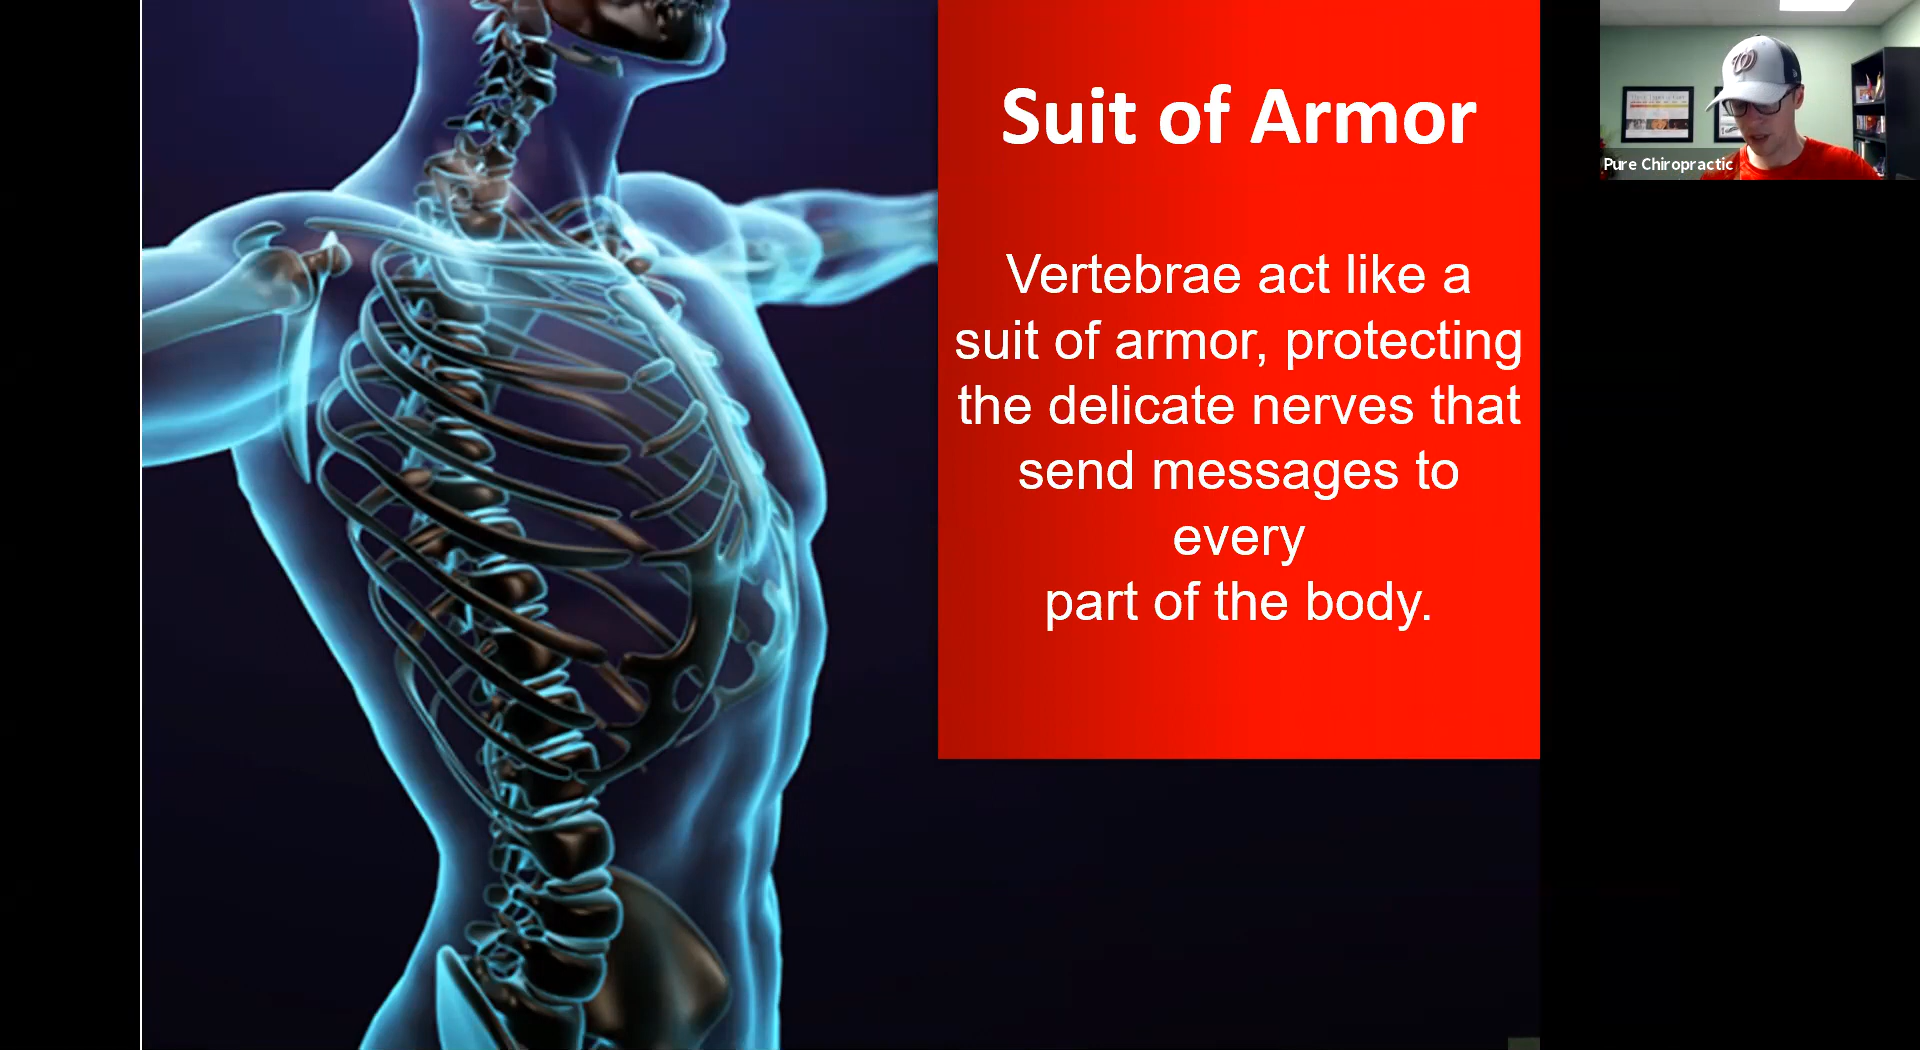 Suit of Armor
Vertebrae act like a
suit of armor, protecting
the delicate nerves that
send messages to
every
part of the body.
W
Pure Chiropractic